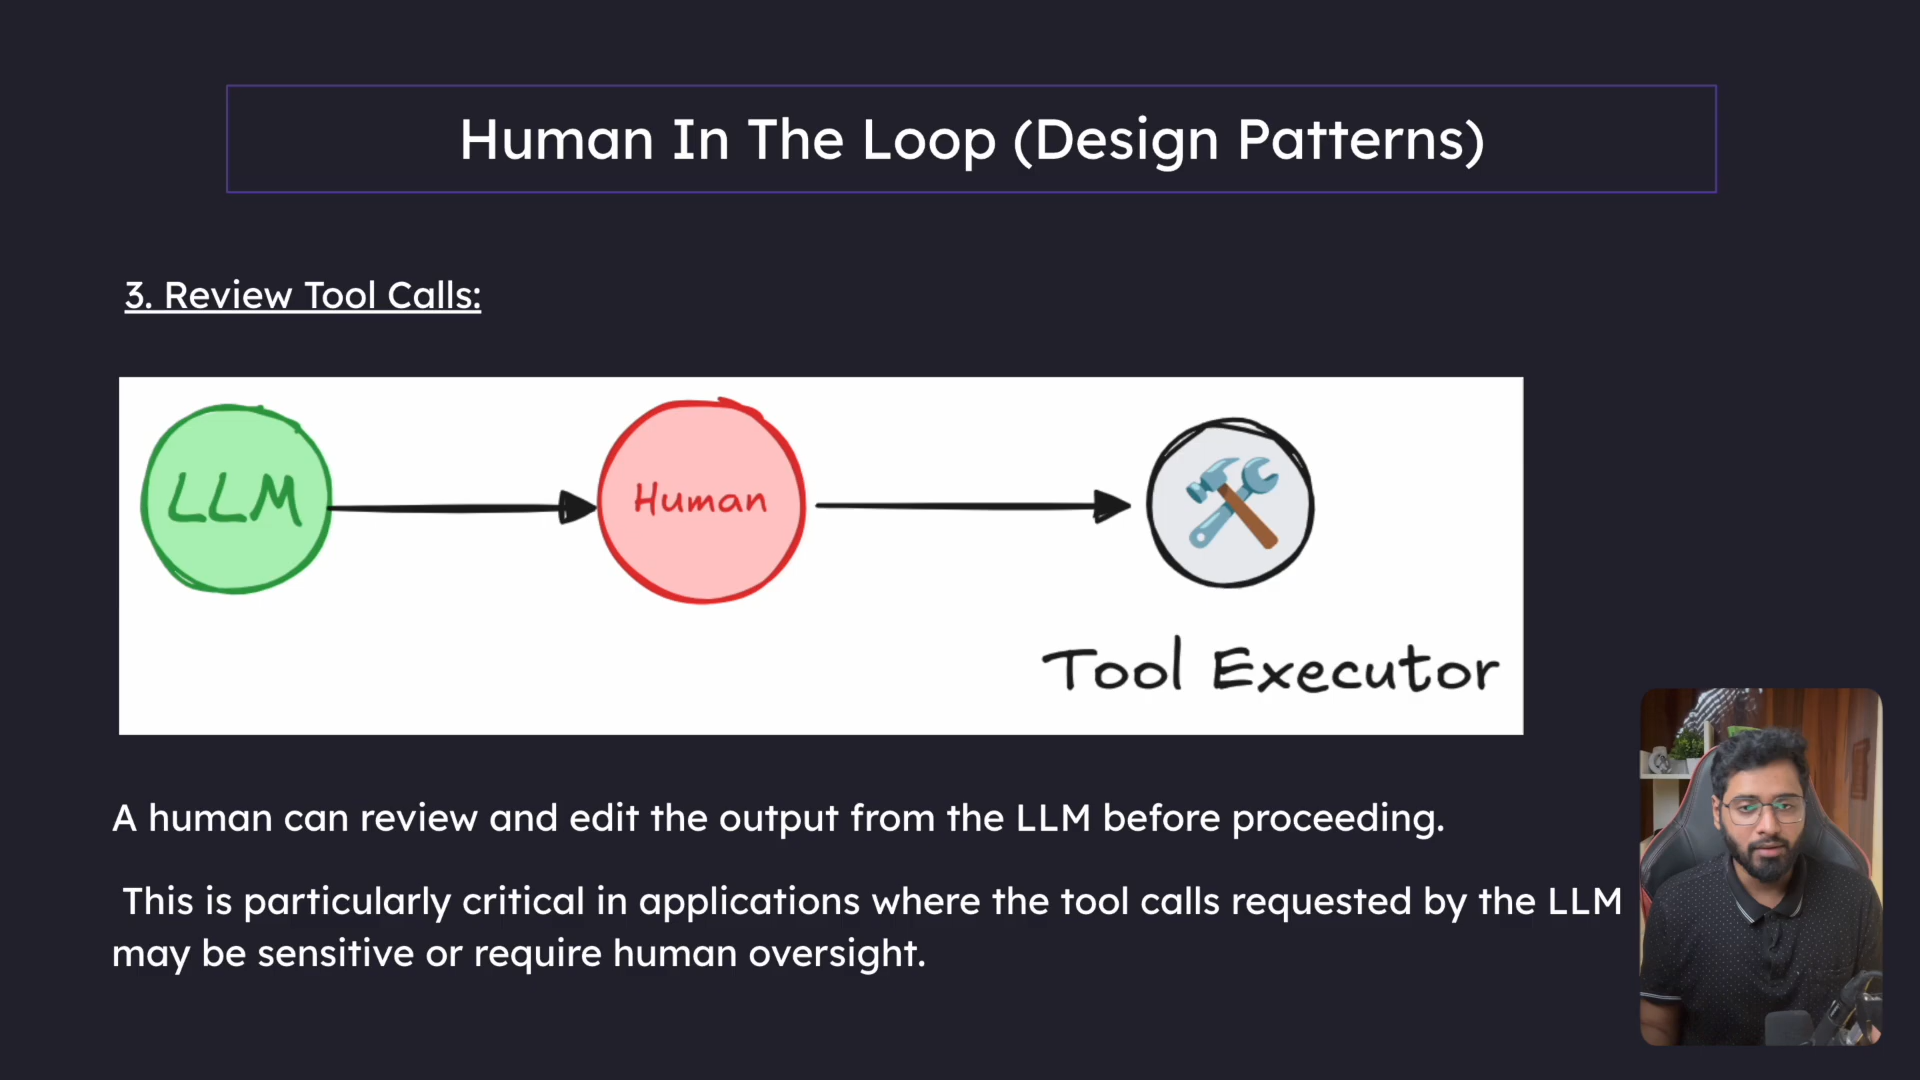 Human In The Loop (Design Patterns)
3. Review Tool Calls:
LLM
Human
Tool Executor
A human can review and edit the output from the LLM before proceeding.
This is particularly critical in applications where the tool calls requested by the LLM
may be sensitive or require human oversight.